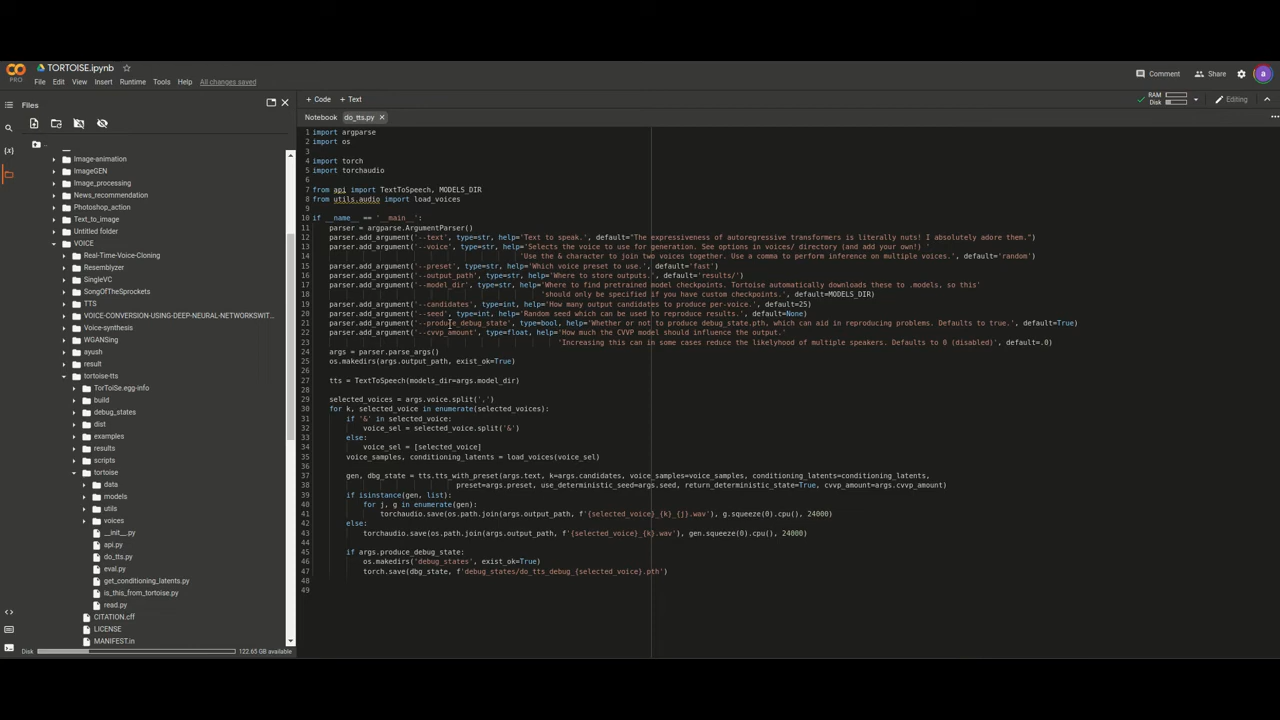 TORTOISE.ipynb
PRO
File Edit View Insert Runtime Tools Help All changes saved
Comment Share a
Files
+ Code + Text
RAM
Disk
Editing
Notebook do_tts.py
..
Image-animation
ImageGEN
Image_processing
News_recommendation
Photoshop_action
Text_to_image
Untitled folder
VOICE
Real-Time-Voice-Cloning
Resemblyzer
SingleVC
SongOfTheSprockets
TTS
VOICE-CONVERSION-USING-DEEP-NEURAL-NETWORKSWIT...
Voice-synthesis
WGANSing
ayush
result
tortoise-tts
TorToiSe.egg-info
build
debug_states
dist
examples
results
scripts
tortoise
data
models
utils
voices
__init__.py
api.py
do_tts.py
eval.py
get_conditioning_latents.py
is_this_from_tortoise.py
read.py
CITATION.cff
LICENSE
MANIFEST.in
Disk 122.65 GB available
1 import argparse
2 import os
3
4 import torch
5 import torchaudio
6
7 from api import TextToSpeech, MODELS_DIR
8 from utils.audio import load_voices
9
10 if __name__ == '__main__':
11 parser = argparse.ArgumentParser()
12 parser.add_argument('--text', type=str, help='Text to speak.', default="The expressiveness of autoregressive transformers is literally nuts! I absolutely adore them.")
13 parser.add_argument('--voice', type=str, help='Selects the voice to use for generation. See options in voices/ directory (and add your own!) '
14 'Use the & character to join two voices together. Use a comma to perform inference on multiple voices.', default='random')
15 parser.add_argument('--preset', type=str, help='Which voice preset to use.', default='fast')
16 parser.add_argument('--output_path', type=str, help='Where to store outputs.', default='results/')
17 parser.add_argument('--model_dir', type=str, help='Where to find pretrained model checkpoints. Tortoise automatically downloads these to .models, so this'
18 'should only be specified if you have custom checkpoints.', default=MODELS_DIR)
19 parser.add_argument('--candidates', type=int, help='How many output candidates to produce per-voice.', default=25)
20 parser.add_argument('--seed', type=int, help='Random seed which can be used to reproduce results.', default=None)
21 parser.add_argument('--produce_debug_state', type=bool, help='Whether or not to produce debug_state.pth, which can aid in reproducing problems. Defaults to true.', default=True)
22 parser.add_argument('--cvvp_amount', type=float, help='How much the CVVP model should influence the output.'
23 'Increasing this can in some cases reduce the likelyhood of multiple speakers. Defaults to 0 (disabled)', default=.0)
24 args = parser.parse_args()
25 os.makedirs(args.output_path, exist_ok=True)
26
27 tts = TextToSpeech(models_dir=args.model_dir)
28
29 selected_voices = args.voice.split(',')
30 for k, selected_voice in enumerate(selected_voices):
31 if '&' in selected_voice:
32 voice_sel = selected_voice.split('&')
33 else:
34 voice_sel = [selected_voice]
35 voice_samples, conditioning_latents = load_voices(voice_sel)
36
37 gen, dbg_state = tts.tts_with_preset(args.text, k=args.candidates, voice_samples=voice_samples, conditioning_latents=conditioning_latents,
38 preset=args.preset, use_deterministic_seed=args.seed, return_deterministic_state=True, cvvp_amount=args.cvvp_amount)
39 if isinstance(gen, list):
40 for j, g in enumerate(gen):
41 torchaudio.save(os.path.join(args.output_path, f'{selected_voice}_{k}_{j}.wav'), g.squeeze(0).cpu(), 24000)
42 else:
43 torchaudio.save(os.path.join(args.output_path, f'{selected_voice}_{k}.wav'), gen.squeeze(0).cpu(), 24000)
44
45 if args.produce_debug_state:
46 os.makedirs('debug_states', exist_ok=True)
47 torch.save(dbg_state, f'debug_states/do_tts_debug_{selected_voice}.pth')
48
49